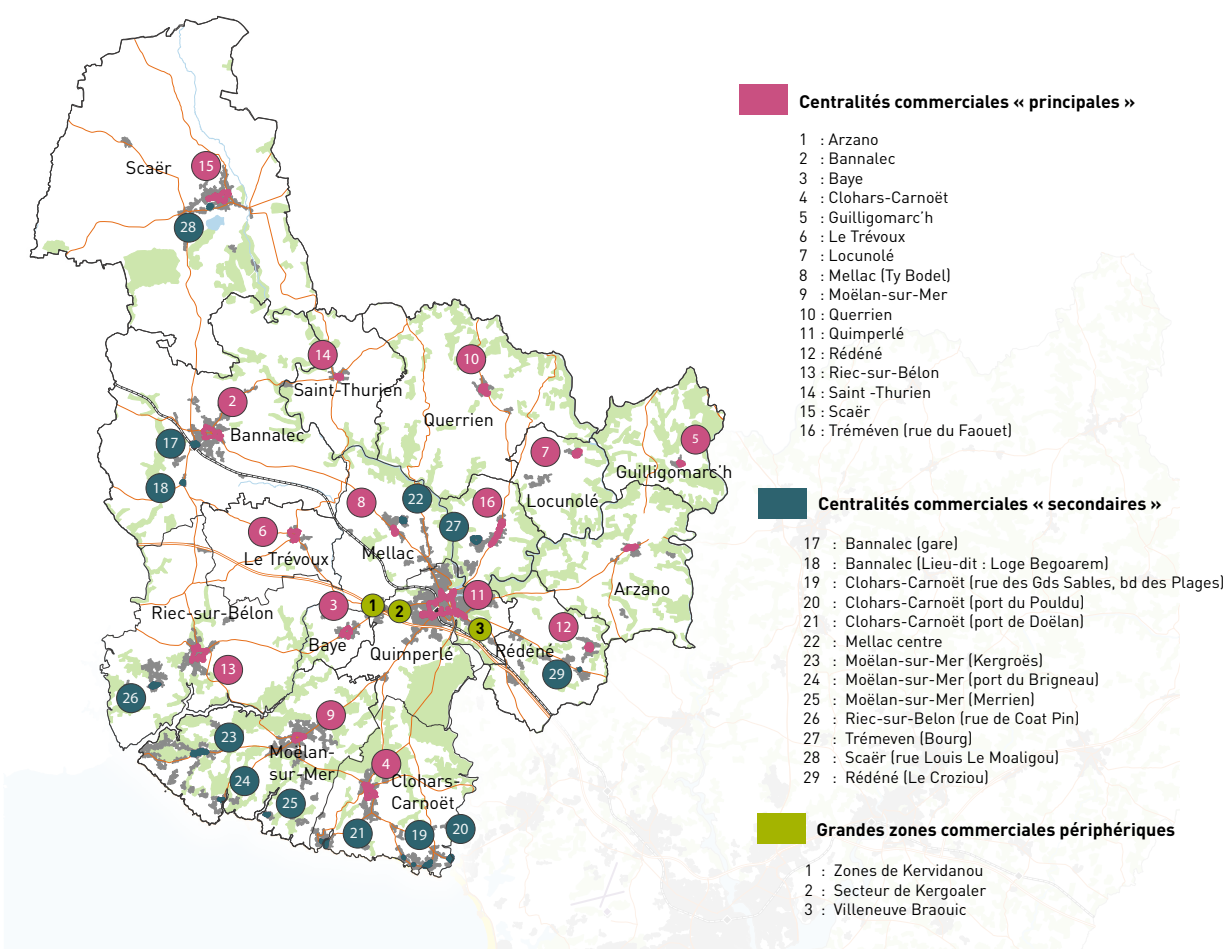 Centralités commerciales « principales »
1 : Arzano
2 : Bannalec
3 : Baye
4 : Clohars-Carnoët
5 : Guilligomarc'h
6 : Le Trévoux
7 : Locunolé
8 : Mellac (Ty Bodel)
9 : Moëlan-sur-Mer
10 : Querrien
11 : Quimperlé
12 : Rédéné
13 : Riec-sur-Bélon
14 : Saint -Thurien
15 : Scaër
16 : Tréméven (rue du Faouet)
Centralités commerciales « secondaires »
17 : Bannalec (gare)
18 : Bannalec (Lieu-dit : Loge Begoarem)
19 : Clohars-Carnoët (rue des Gds Sables, bd des Plages)
20 : Clohars-Carnoët (port du Pouldu)
21 : Clohars-Carnoët (port de Doëlan)
22 : Mellac centre
23 : Moëlan-sur-Mer (Kergroës)
24 : Moëlan-sur-Mer (port du Brigneau)
25 : Moëlan-sur-Mer (Merrien)
26 : Riec-sur-Belon (rue de Coat Pin)
27 : Trémeven (Bourg)
28 : Scaër (rue Louis Le Moaligou)
29 : Rédéné (Le Croziou)
Grandes zones commerciales périphériques
1 : Zones de Kervidanou
2 : Secteur de Kergoaler
3 : Villeneuve Braouic
Scaër
15
28
14
Saint-Thurien
10
Querrien
2
Bannalec
17
18
5
Guilligomarc'h
7
Locunolé
8
22
16
27
Mellac
6
Le Trévoux
Arzano
Riec-sur-Bélon
3
1
2
11
3
12
Baye
Quimperlé
Rédéné
29
13
26
9
23
Moëlan-
sur-Mer
24
25
4
Clohars-
Carnoët
21
19
20